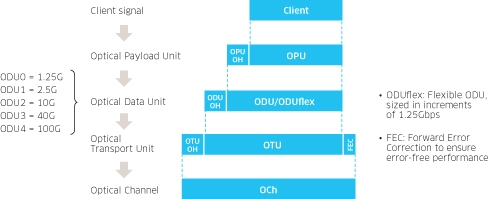 Client signal
Client
Optical Payload Unit
OPU
OH
OPU
ODU0 = 1.25G
ODU1 = 2.5G
ODU2 = 10G
ODU3 = 40G
ODU4 = 100G
Optical Data Unit
ODU
OH
ODU/ODUflex
• ODUflex: Flexible ODU,
sized in increments
of 1.25Gbps
Optical
Transport Unit
OTU
OH
OTU
FEC
• FEC: Forward Error
Correction to ensure
error-free performance
Optical Channel
OCh